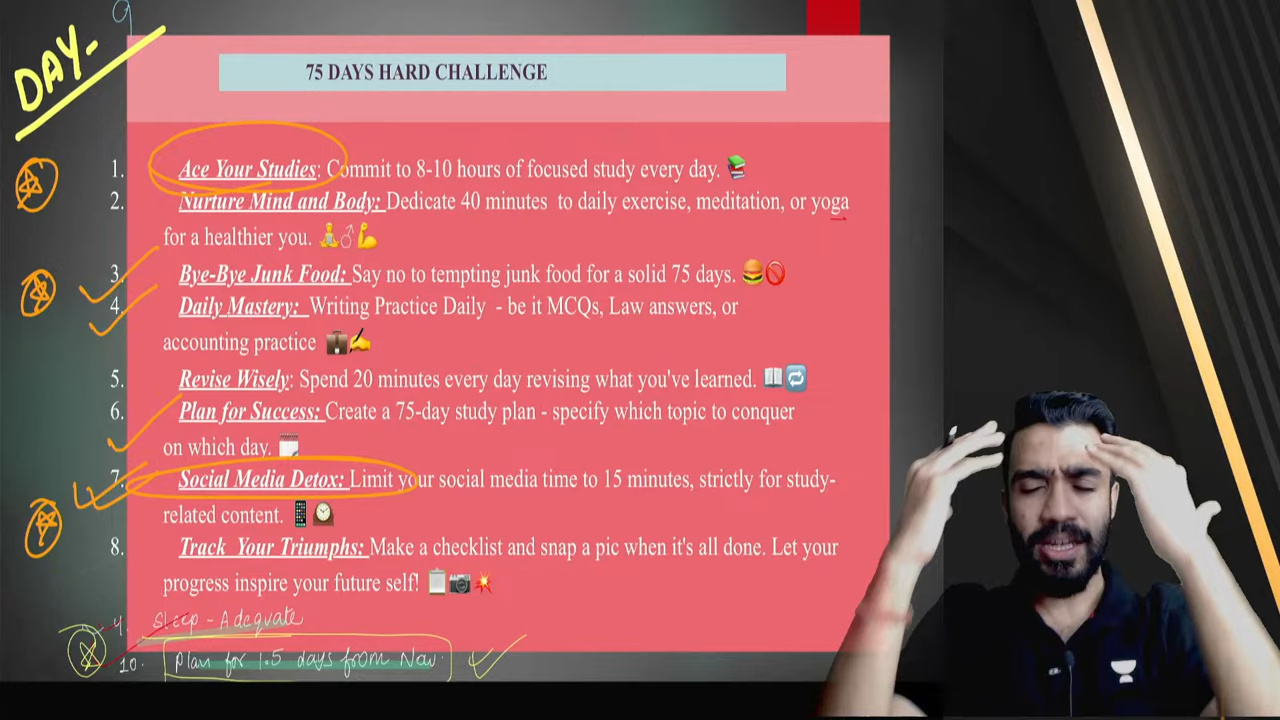 9
DAY-
75 DAYS HARD CHALLENGE
1. Ace Your Studies: Commit to 8-10 hours of focused study every day. 📚
2. Nurture Mind and Body: Dedicate 40 minutes to daily exercise, meditation, or yoga
for a healthier you. 🧘♂💪
3. Bye-Bye Junk Food: Say no to tempting junk food for a solid 75 days. 🍔🚫
4. Daily Mastery: Writing Practice Daily - be it MCQs, Law answers, or
accounting practice 💼✍
5. Revise Wisely: Spend 20 minutes every day revising what you've learned. 📖🔁
6. Plan for Success: Create a 75-day study plan - specify which topic to conquer
on which day. 🗒
7. Social Media Detox: Limit your social media time to 15 minutes, strictly for study-
related content. 📱🕰
8. Track Your Triumphs: Make a checklist and snap a pic when it's all done. Let your
progress inspire your future self! 📋📷💥
Sleep - Adequate
10. Plan for 1.5 days from Nov.